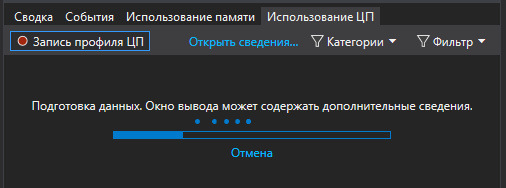 Сводка События Использование памяти Использование ЦП
Запись профиля ЦП Открыть сведения... Категории Фильтр
Подготовка данных. Окно вывода может содержать дополнительные сведения.
Отмена